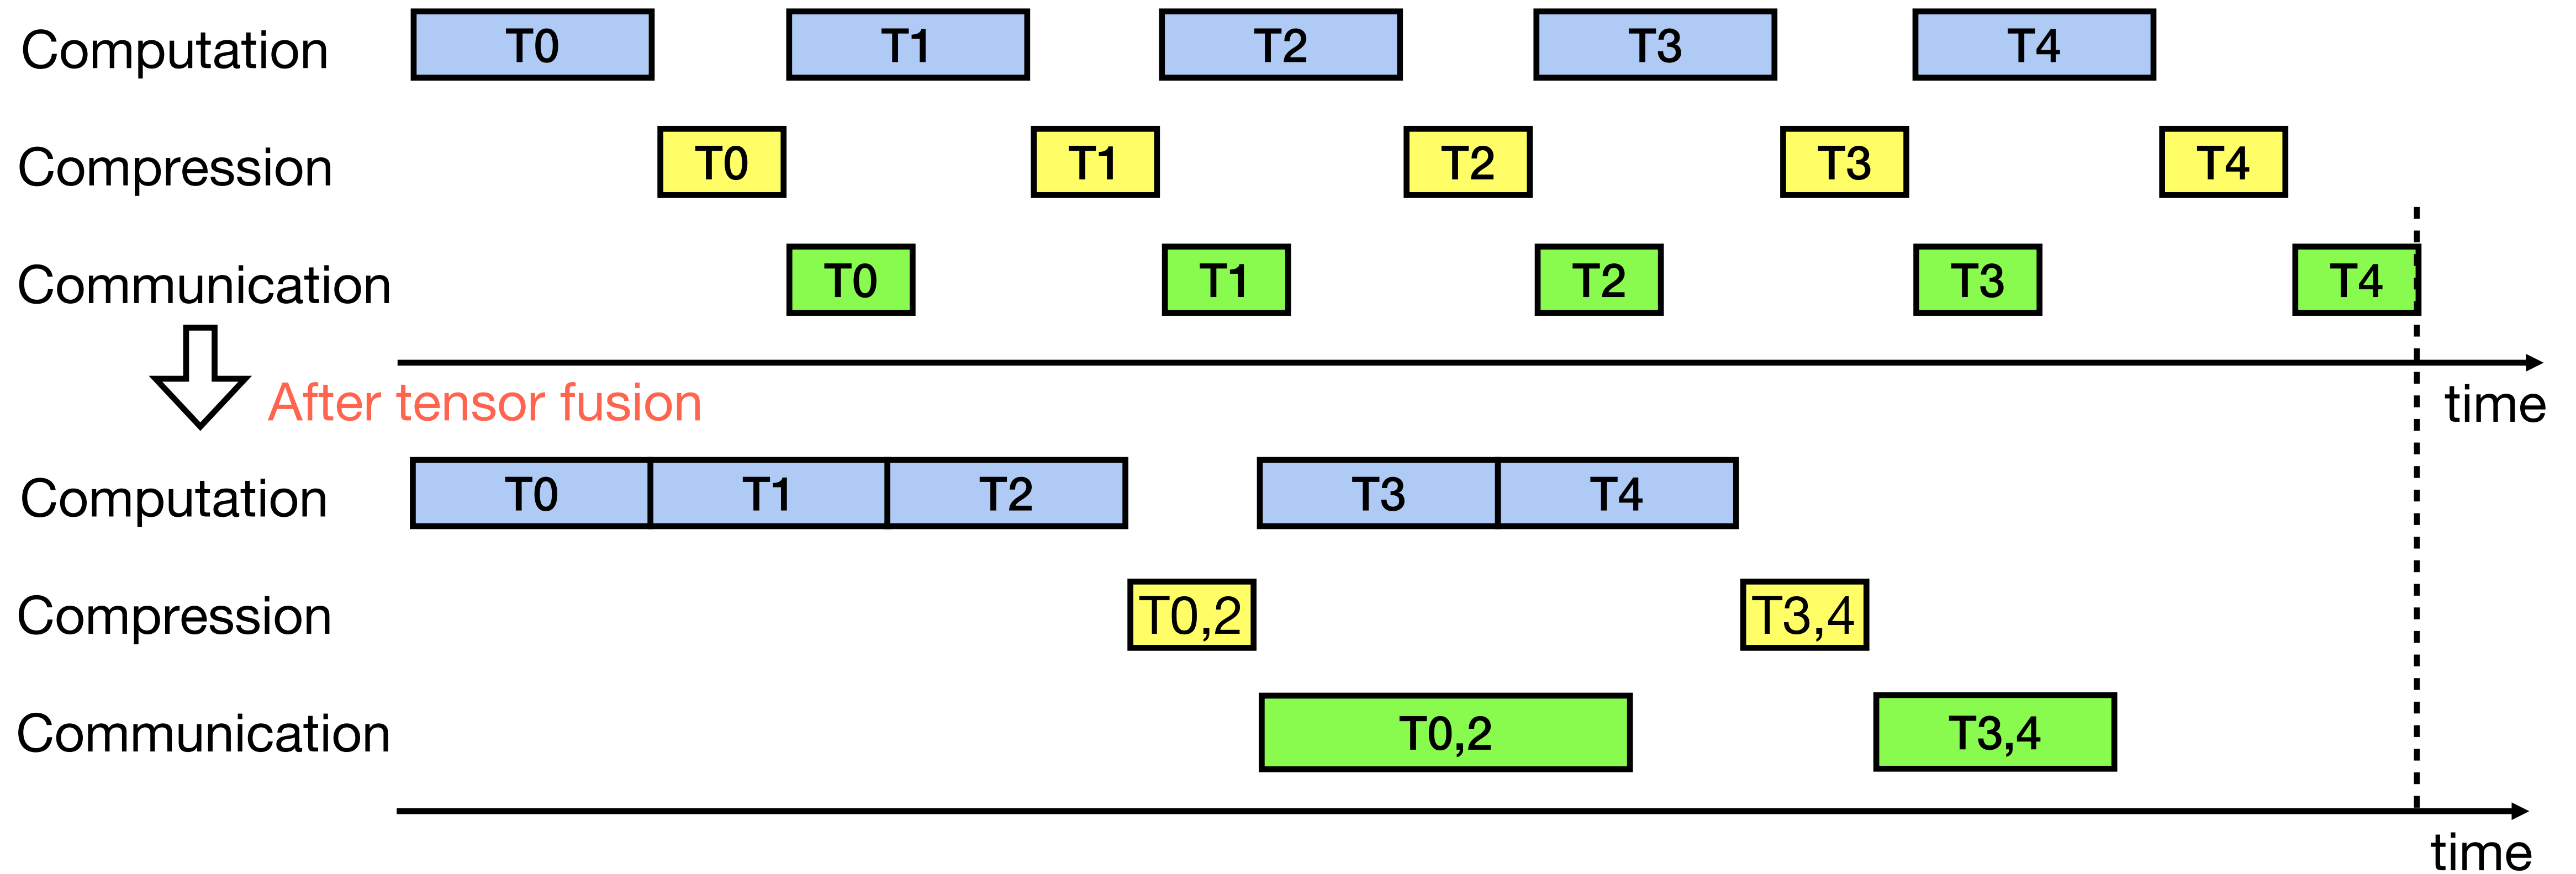 Computation T0 T1 T2 T3 T4
Compression T0 T1 T2 T3 T4
Communication T0 T1 T2 T3 T4
After tensor fusion
time
Computation T0 T1 T2 T3 T4
Compression T0,2 T3,4
Communication T0,2 T3,4
time